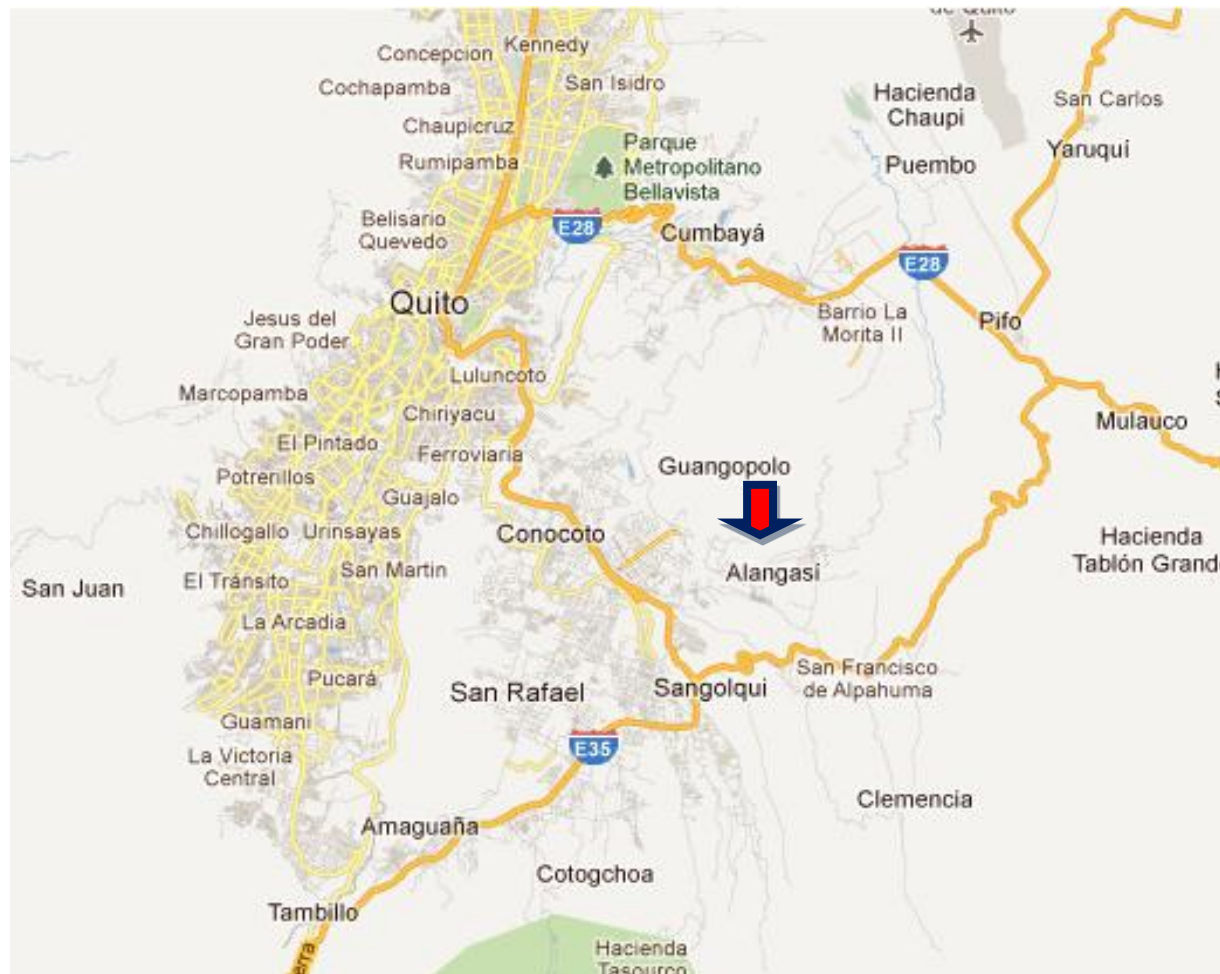 de Quito
Concepcion
Kennedy
Cochapamba
San Isidro
Hacienda
Chaupi
San Carlos
Chaupicruz
Parque
Metropolitano
Bellavista
Yaruqui
Rumipamba
Puembo
Belisario
Quevedo
E28
Cumbayá
E28
Quito
Jesus del
Gran Poder
Barrio La
Morita II
Pifo
Luluncoto
Marcopamba
Chiriyacu
Mulauco
El Pintado
Ferroviaria
Guangopolo
Potrerillos
Guajalo
Chillogallo
Urinsayas
Conocoto
Hacienda
Tablón Grande
San Martin
Alangasí
El Tránsito
San Juan
La Arcadia
San Francisco
de Alpahuma
Pucará
San Rafael
Sangolqui
Guamani
E35
La Victoria
Central
Clemencia
Amaguaña
Cotogchoa
Tambillo
Hacienda
Tasourco
erra